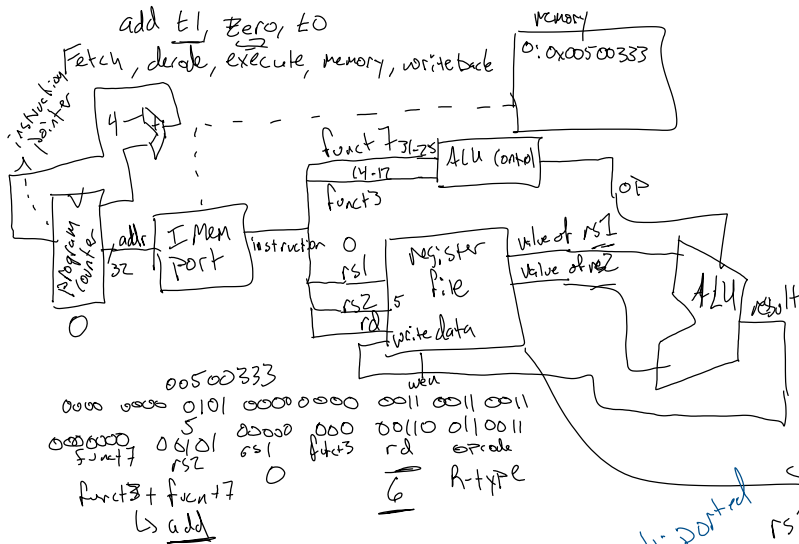 add t1, zero, t0
Fetch, decode, execute, memory, writeback
memory
0: 0x00500333
instruction
pointer
4
+
program
counter
0
addr
32
I Mem
port
instruction
funct 7 31-25
14-12
funct3
ALU control
op
0
rs1
rs2
5
rd
register
file
write data
wen
value of rs1
value of rs2
ALU
result
00500333
0000 0000 0101 0000 0000 0011 0011 0011
5
0000000 00101 00000 000 00110 0110011
funct7 rs2 rs1 funct3 rd opcode
0
6
R-type
funct3 + funct7
↳ add